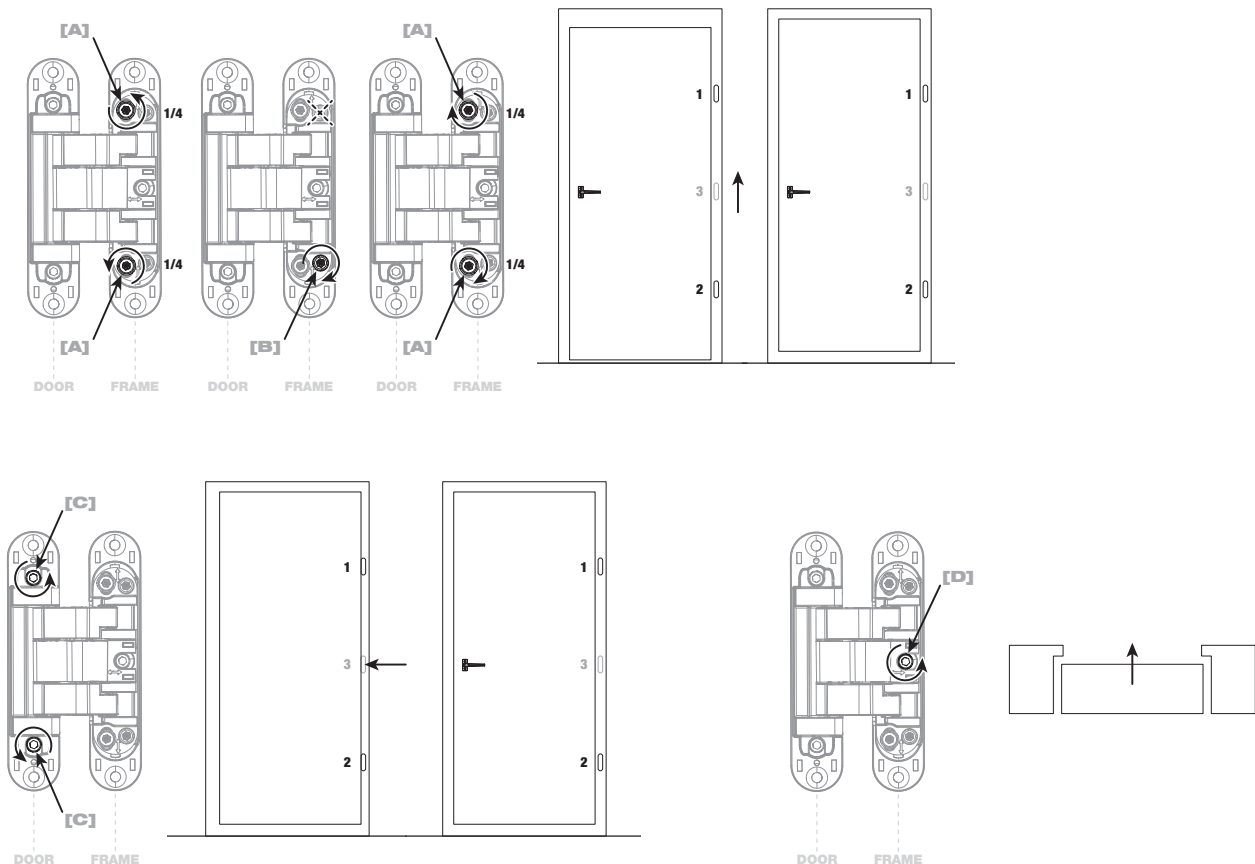 [A] [A]
1 1
1/4 1/4
3 3
1/4 1/4
2 2
[A] [B] [A]
DOOR FRAME DOOR FRAME DOOR FRAME
[C]
1 1
[D]
3 3
2 2
[C]
DOOR FRAME DOOR FRAME